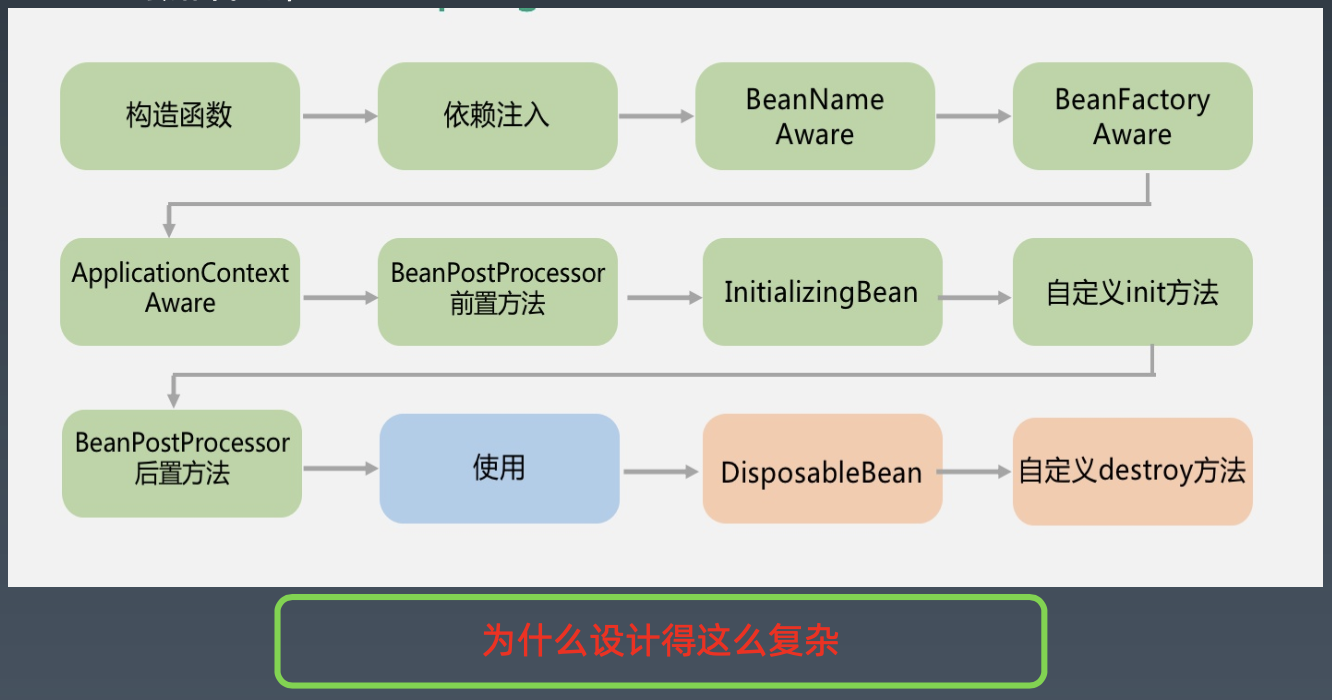 构造函数
依赖注入
BeanName
Aware
BeanFactory
Aware
ApplicationContext
Aware
BeanPostProcessor
前置方法
InitializingBean
自定义init方法
BeanPostProcessor
后置方法
使用
DisposableBean
自定义destroy方法
为什么设计得这么复杂